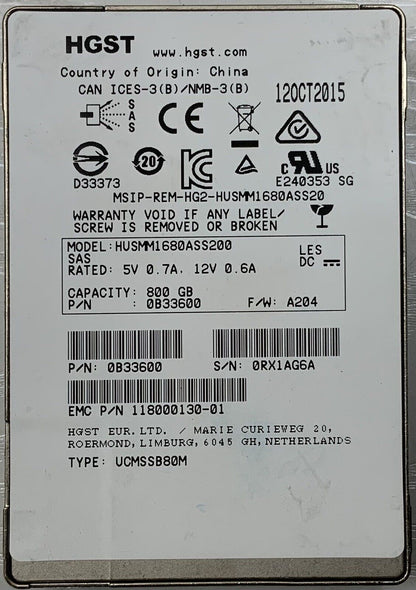 HGST www.hgst.com
Country of Origin: China
CAN ICES-3(B)/NMB-3(B)
12OCT2015
SAS
CE
20
D33373
c RU US
E240353 SG
MSIP-REM-HG2-HUSMM1680ASS20
WARRANTY VOID IF ANY LABEL/
SCREW IS REMOVED OR BROKEN
MODEL: HUSMM1680ASS200
SAS
LES
RATED: 5V 0.7A, 12V 0.6A
DC
CAPACITY: 800 GB
P/N : 0B33600 F/W: A204
P/N: 0B33600 S/N: 0RX1AG6A
EMC P/N 118000130-01
HGST EUR.LTD. / MARIE CURIEWEG 20,
ROERMOND, LIMBURG, 6045 GH, NETHERLANDS
TYPE: UCMSSB80M